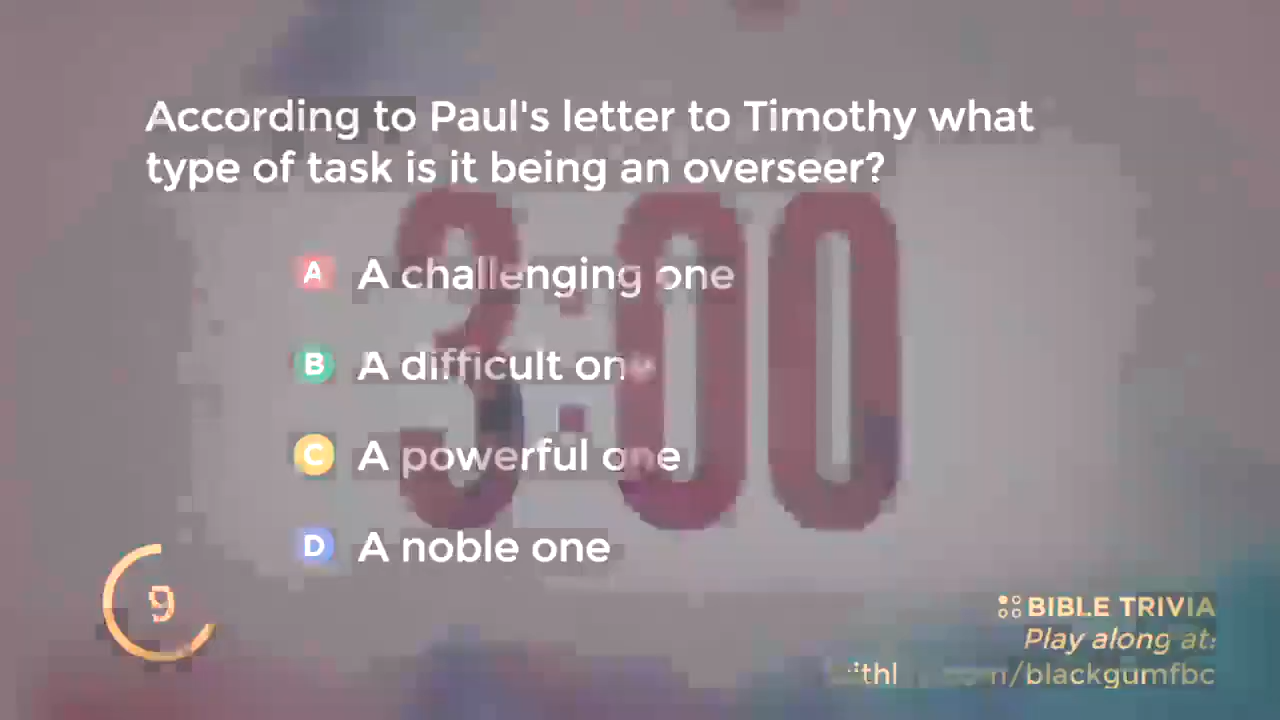 According to Paul's letter to Timothy what
type of task is it being an overseer?
3:00
A A challenging one
B A difficult one
C A powerful one
D A noble one
9
BIBLE TRIVIA
Play along at:
/blackgumfbc